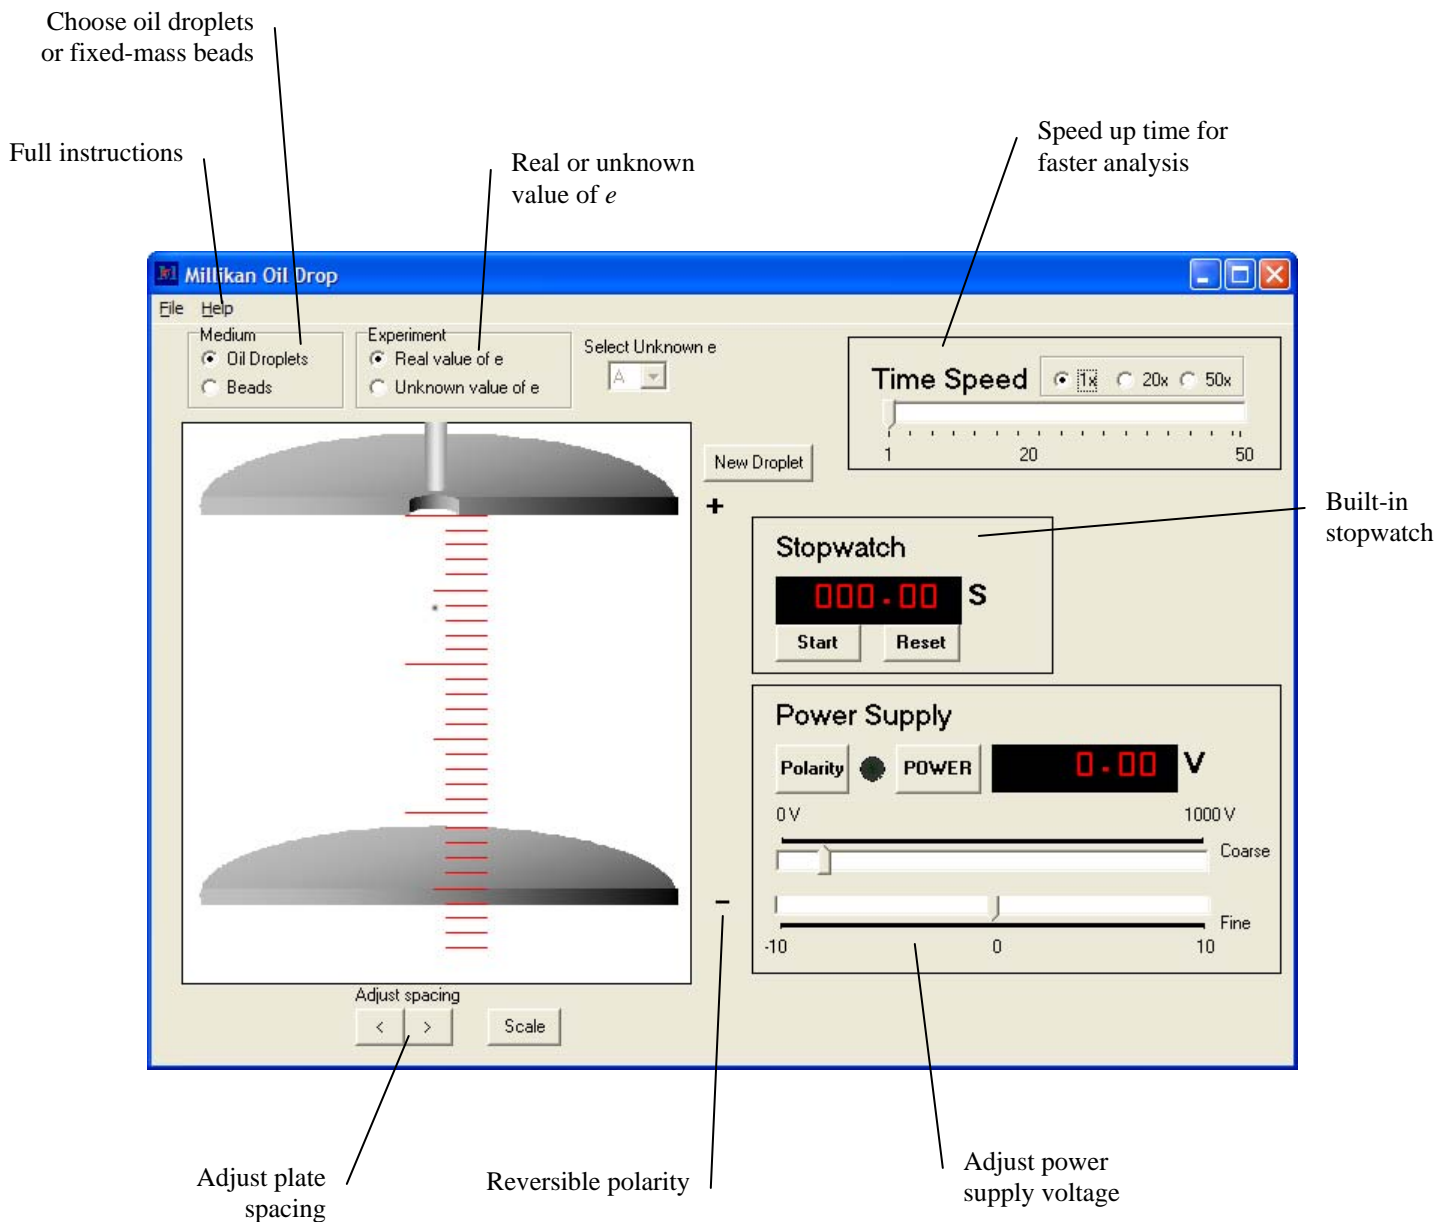 Choose oil droplets
or fixed-mass beads
Full instructions
Real or unknown
value of e
Speed up time for
faster analysis
Millikan Oil Drop
File Help
Medium
Oil Droplets
Beads
Experiment
Real value of e
Unknown value of e
Select Unknown e
A
Time Speed 1x 20x 50x
1 20 50
New Droplet
+
Built-in
stopwatch
Stopwatch
000.00 S
Start Reset
Power Supply
Polarity POWER 0.00 V
0 V 1000 V
Coarse
Fine
-10 0 10
-
Adjust spacing
< > Scale
Adjust plate
spacing
Reversible polarity
Adjust power
supply voltage